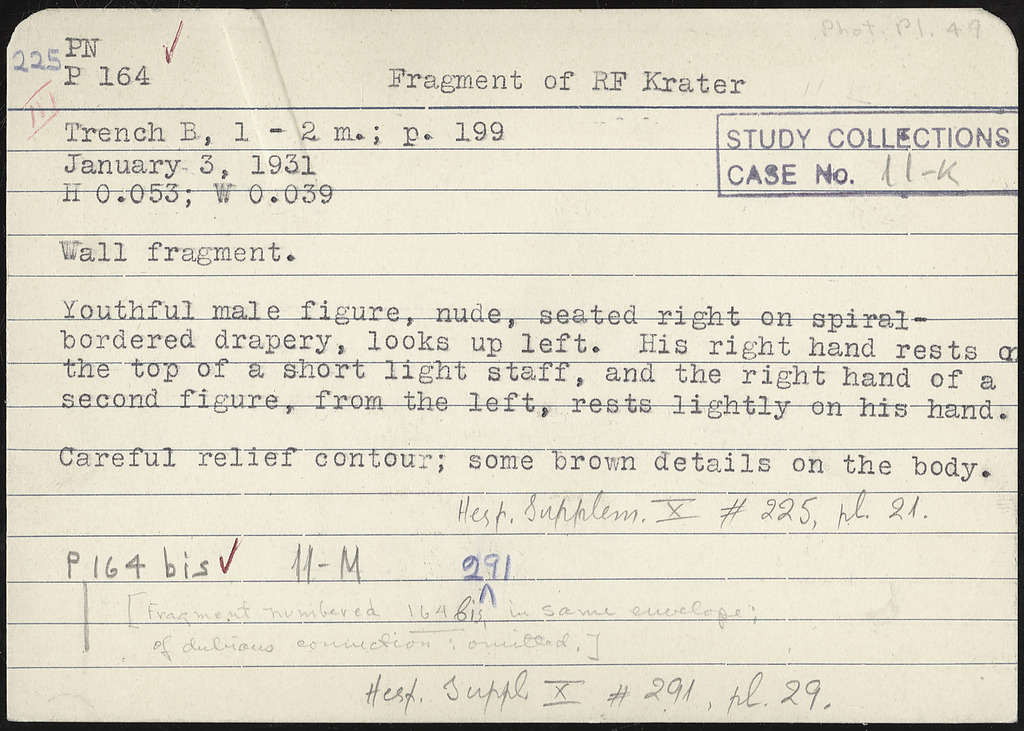 Phot. Pl. 49
225 PN ✓
P 164 Fragment of RF Krater
III
Trench B, 1 - 2 m.; p. 199
January 3, 1931
H 0.053; W 0.039
STUDY COLLECTIONS
CASE No. 11-K
Wall fragment.
Youthful male figure, nude, seated right on spiral-
bordered drapery, looks up left. His right hand rests on
the top of a short light staff, and the right hand of a
second figure, from the left, rests lightly on his hand.
Careful relief contour; some brown details on the body.
Hesp. Supplem. X # 225, pl. 21.
P 164 bis ✓ 11-M 291
[Fragment numbered 164 bis in same envelope;
of dubious connection: omitted.]
Hesp. Suppl. X # 291, pl. 29.